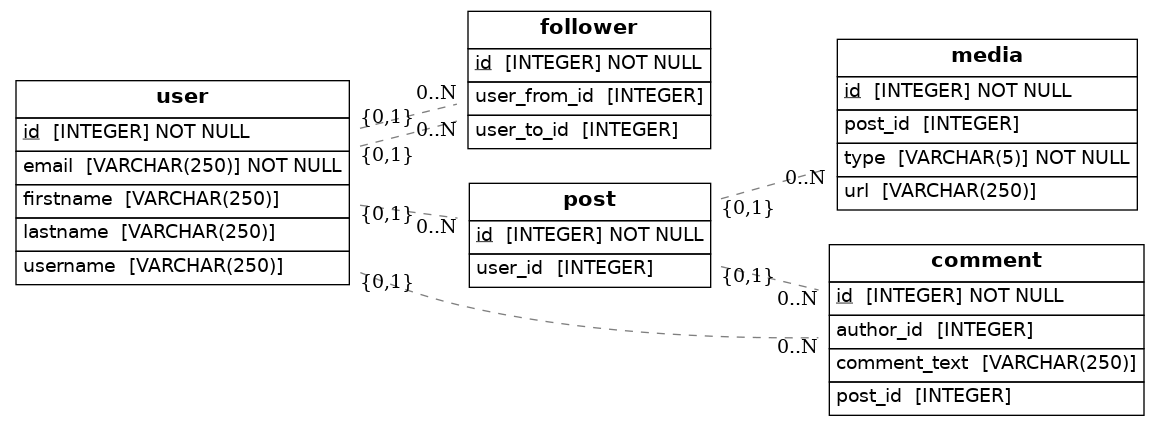 user
id [INTEGER] NOT NULL
email [VARCHAR(250)] NOT NULL
firstname [VARCHAR(250)]
lastname [VARCHAR(250)]
username [VARCHAR(250)]
{0,1}
0..N
{0,1}
0..N
{0,1}
0..N
{0,1}
0..N
follower
id [INTEGER] NOT NULL
user_from_id [INTEGER]
user_to_id [INTEGER]
post
id [INTEGER] NOT NULL
user_id [INTEGER]
{0,1}
0..N
{0,1}
0..N
media
id [INTEGER] NOT NULL
post_id [INTEGER]
type [VARCHAR(5)] NOT NULL
url [VARCHAR(250)]
comment
id [INTEGER] NOT NULL
author_id [INTEGER]
comment_text [VARCHAR(250)]
post_id [INTEGER]